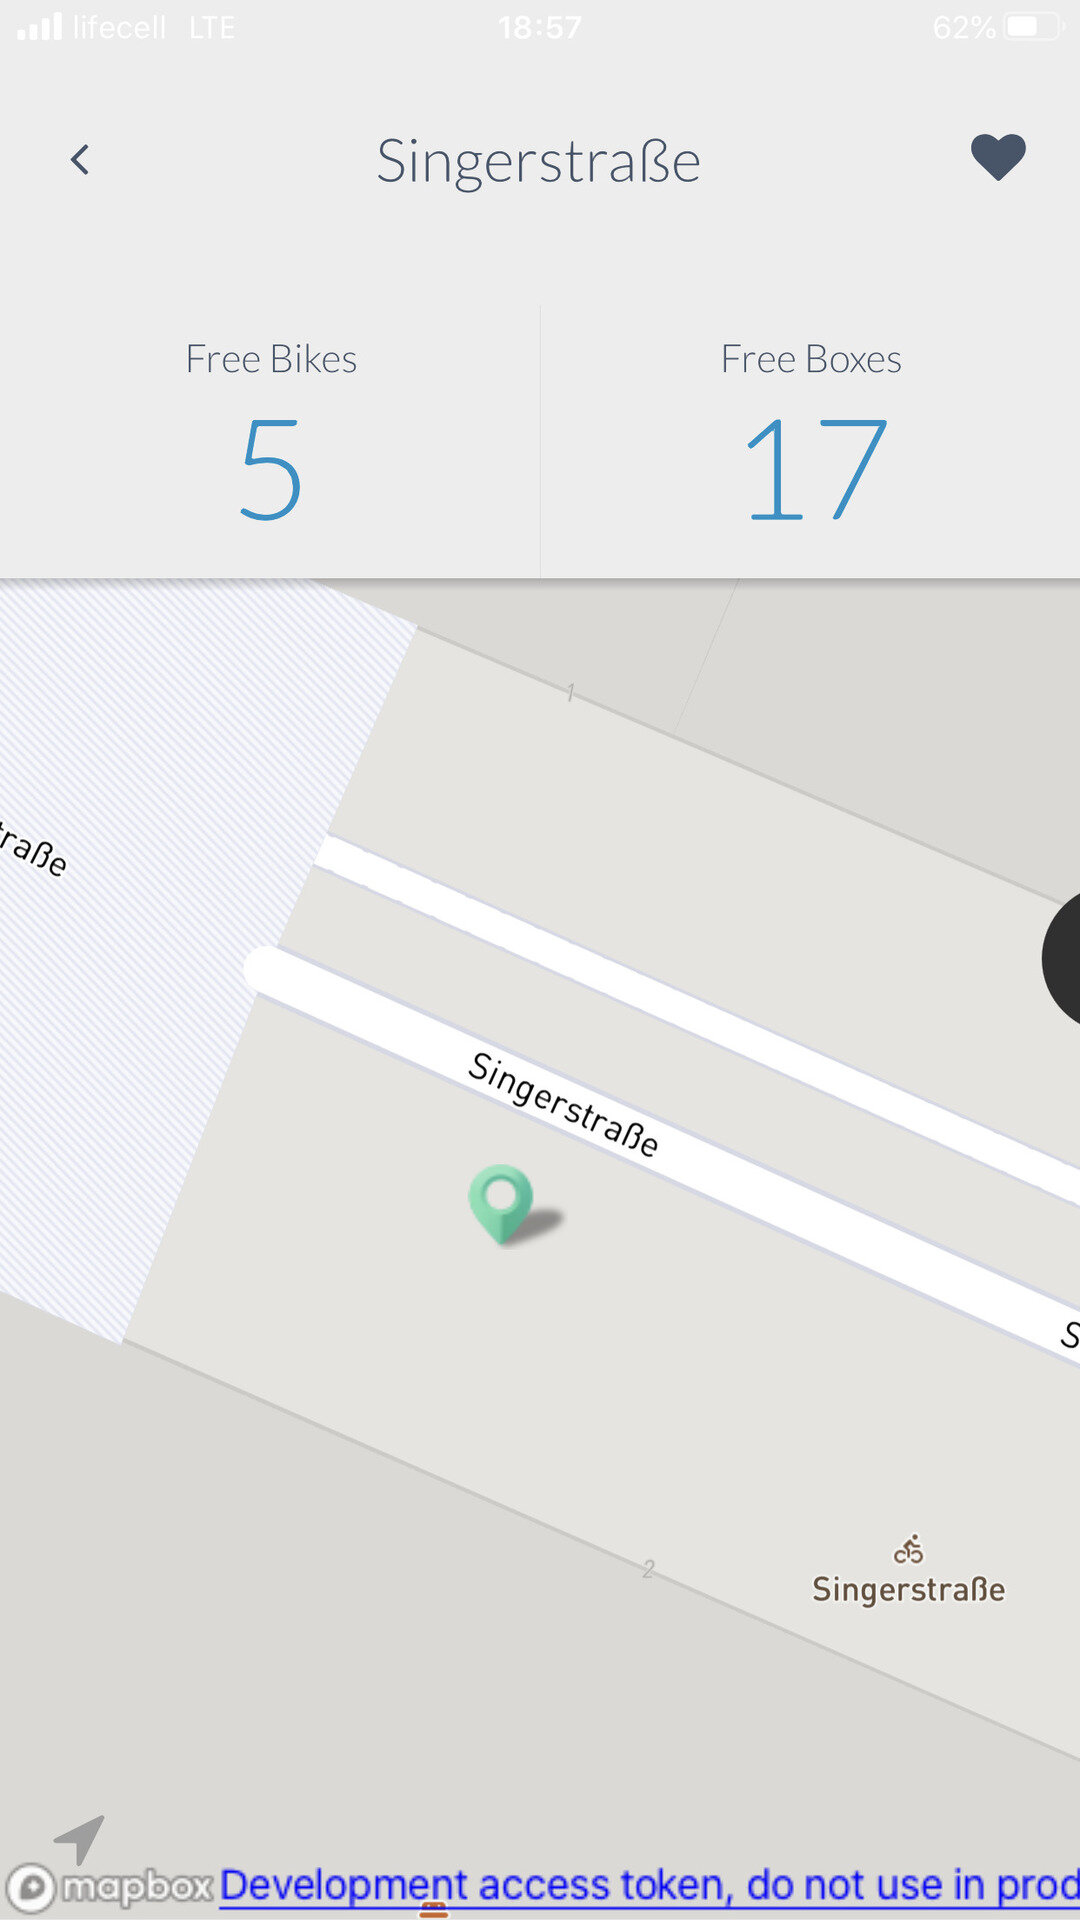 lifecell LTE 18:57 62%
Singerstraße
Free Bikes Free Boxes
5 17
1
traße
Singerstraße
S
2
Singerstraße
mapbox Development access token, do not use in prod